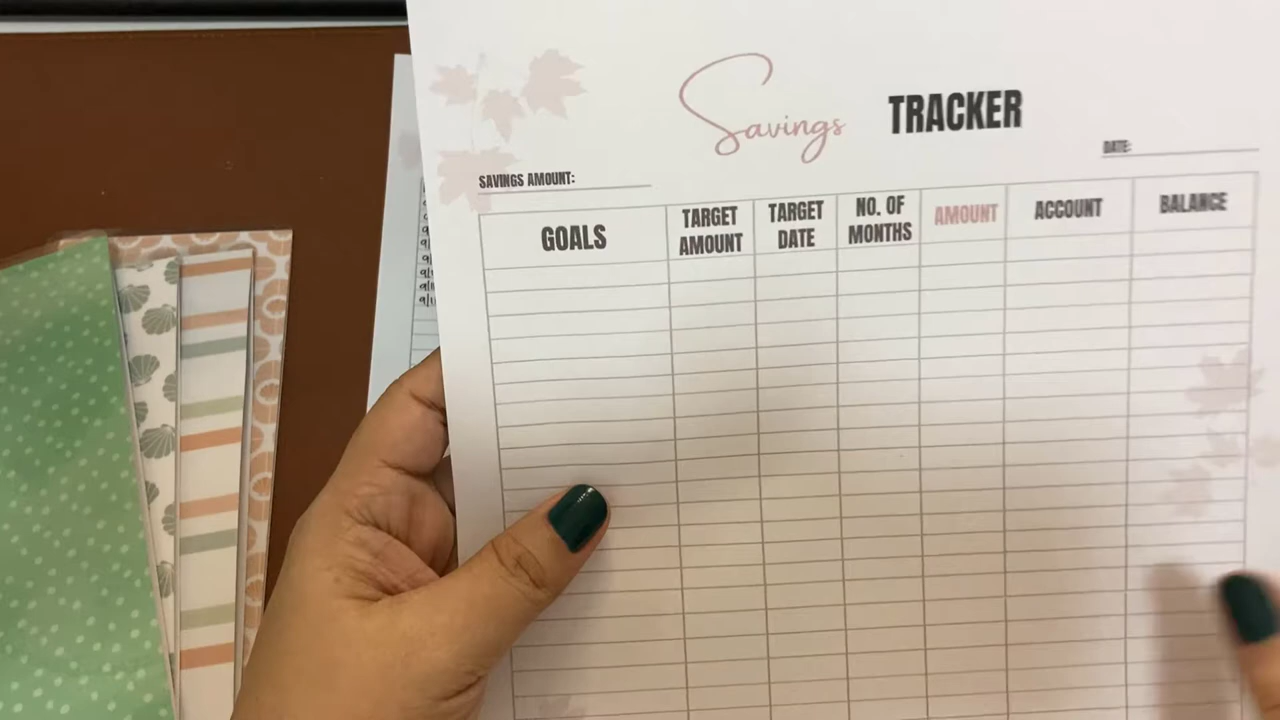 Savings TRACKER
DATE:
SAVINGS AMOUNT:
GOALS TARGET AMOUNT TARGET DATE NO. OF MONTHS AMOUNT ACCOUNT BALANCE